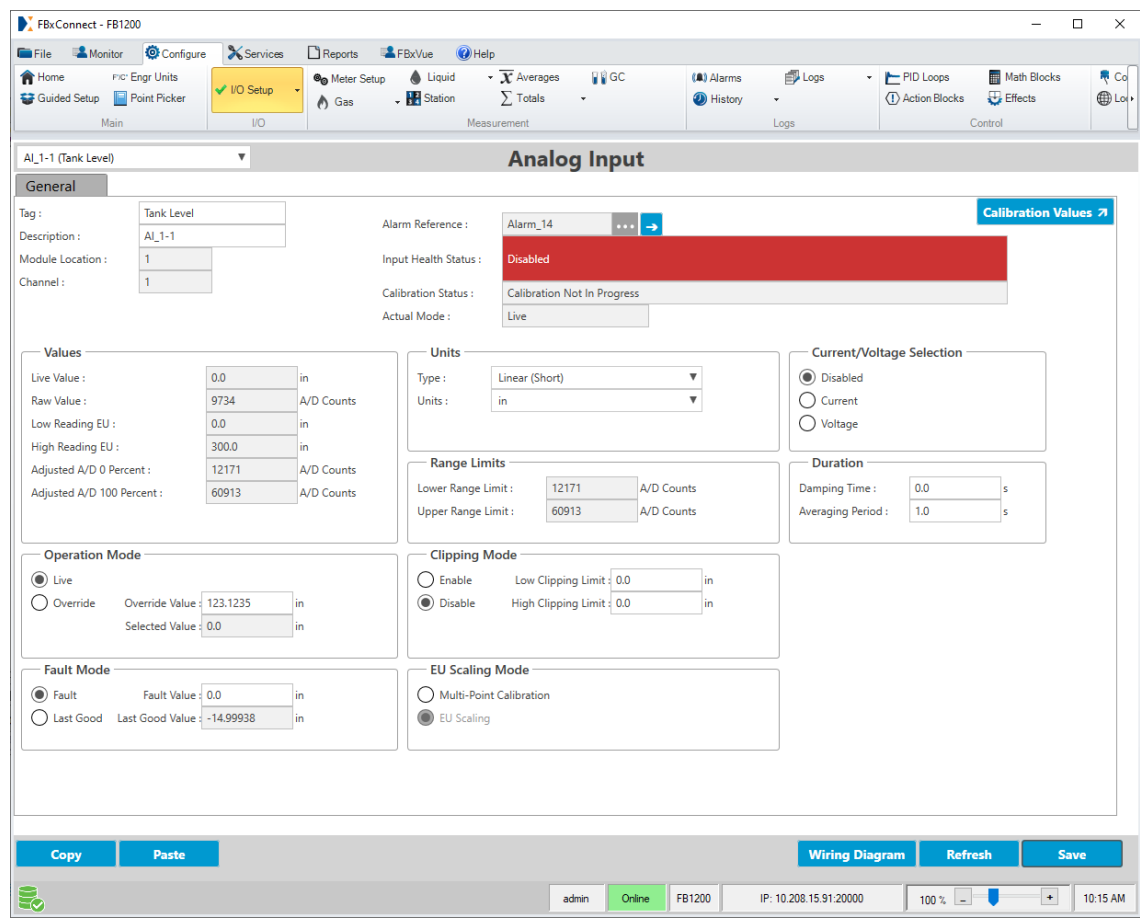 FBxConnect - FB1200
File Monitor Configure Services Reports FBxVue Help
Home Engr Units I/O Setup Meter Setup Liquid Averages GC Alarms Logs PID Loops Math Blocks Co
Guided Setup Point Picker Gas Station Totals History Action Blocks Effects Loc
Main I/O Measurement Logs Control
AI_1-1 (Tank Level) Analog Input
General
Calibration Values
Tag : Tank Level
Description : AI_1-1
Module Location : 1
Channel : 1
Alarm Reference : Alarm_14 ...
Input Health Status : Disabled
Calibration Status : Calibration Not In Progress
Actual Mode : Live
Values
Live Value : 0.0 in
Raw Value : 9734 A/D Counts
Low Reading EU : 0.0 in
High Reading EU : 300.0 in
Adjusted A/D 0 Percent : 12171 A/D Counts
Adjusted A/D 100 Percent : 60913 A/D Counts
Units
Type : Linear (Short)
Units : in
Current/Voltage Selection
Disabled
Current
Voltage
Range Limits
Lower Range Limit : 12171 A/D Counts
Upper Range Limit : 60913 A/D Counts
Duration
Damping Time : 0.0 s
Averaging Period : 1.0 s
Operation Mode
Live
Override Override Value : 123.1235 in
Selected Value : 0.0 in
Clipping Mode
Enable Low Clipping Limit : 0.0 in
Disable High Clipping Limit : 0.0 in
Fault Mode
Fault Fault Value : 0.0 in
Last Good Last Good Value : -14.99938 in
EU Scaling Mode
Multi-Point Calibration
EU Scaling
Copy Paste Wiring Diagram Refresh Save
admin Online FB1200 IP: 10.208.15.91:20000 100 % - + 10:15 AM